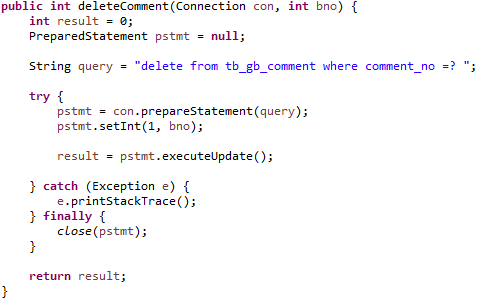 public int deleteComment(Connection con, int bno) {
int result = 0;
PreparedStatement pstmt = null;
String query = "delete from tb_gb_comment where comment_no =? ";
try {
pstmt = con.prepareStatement(query);
pstmt.setInt(1, bno);
result = pstmt.executeUpdate();
} catch (Exception e) {
e.printStackTrace();
} finally {
close(pstmt);
}
return result;
}